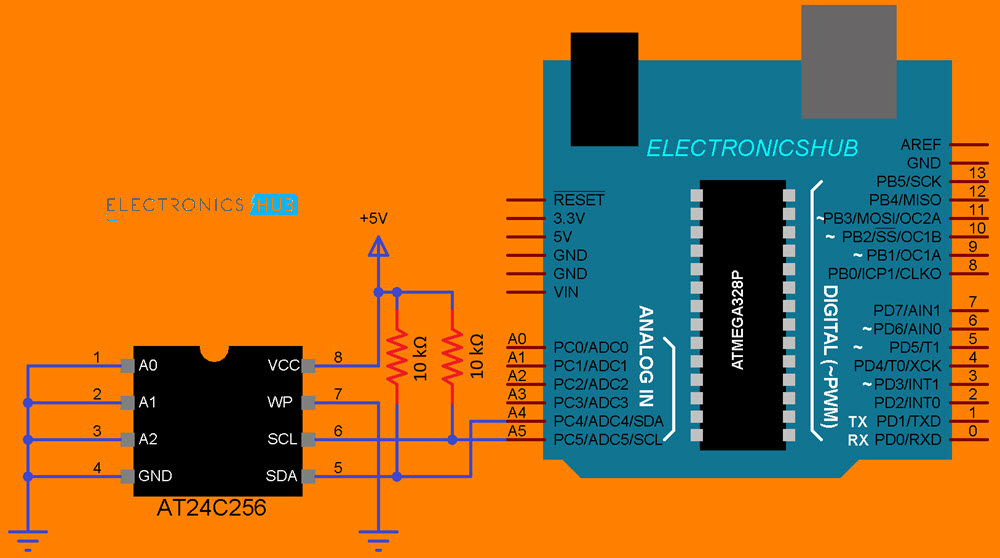 ELECTRONICS HUB
+5V
10 kΩ
10 kΩ
1
2
3
4
A0
A1
A2
GND
VCC
WP
SCL
SDA
8
7
6
5
AT24C256
ELECTRONICSHUB
RESET
3.3V
5V
GND
GND
VIN
A0 PC0/ADC0
A1 PC1/ADC1
A2 PC2/ADC2
A3 PC3/ADC3
A4 PC4/ADC4/SDA
A5 PC5/ADC5/SCL
ANALOG IN
ATMEGA328P
DIGITAL (~PWM)
AREF
GND
PB5/SCK 13
PB4/MISO 12
~PB3/MOSI/OC2A 11
~ PB2/SS/OC1B 10
~ PB1/OC1A 9
PB0/ICP1/CLKO 8
PD7/AIN1 7
~PD6/AIN0 6
~ PD5/T1 5
PD4/T0/XCK 4
~PD3/INT1 3
PD2/INT0 2
TX PD1/TXD 1
RX PD0/RXD 0